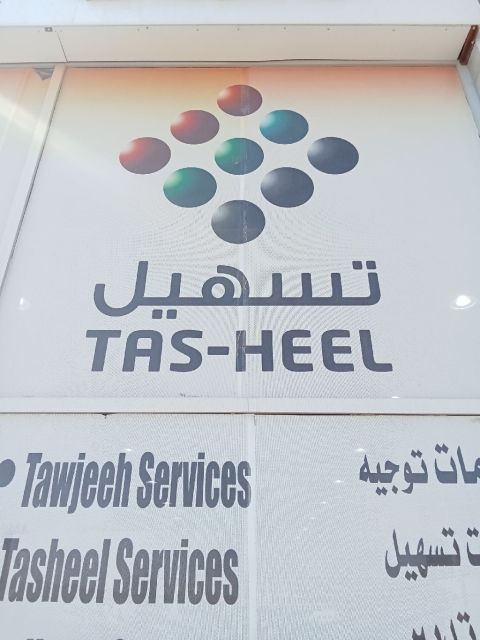 تسهيل
TAS-HEEL
Tawjeeh Services
توجيه
Tasheel Services
تسهيل